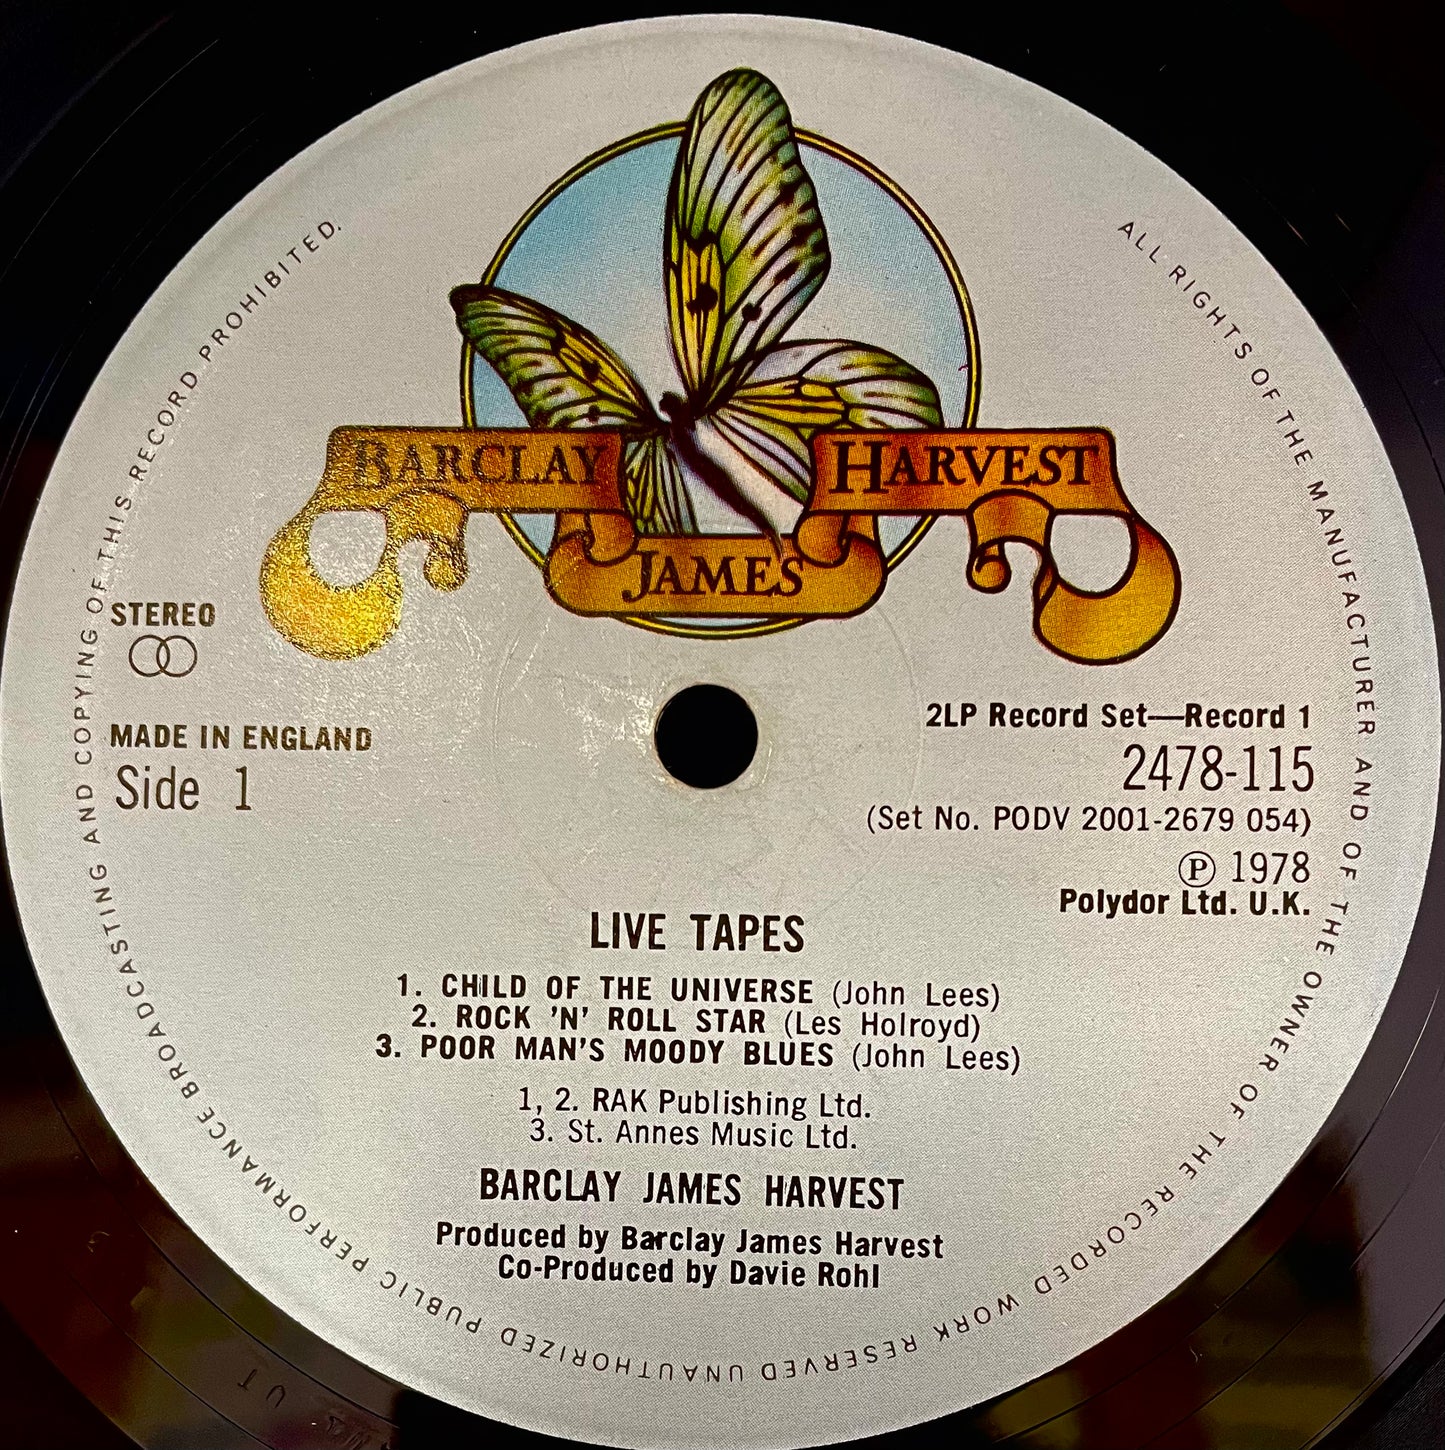 BARCLAY
JAMES
HARVEST
STEREO
MADE IN ENGLAND
Side 1
2LP Record Set—Record 1
2478-115
(Set No. PODV 2001-2679 054)
Ⓟ 1978
Polydor Ltd. U.K.
LIVE TAPES
1. CHILD OF THE UNIVERSE (John Lees)
2. ROCK 'N' ROLL STAR (Les Holroyd)
3. POOR MAN'S MOODY BLUES (John Lees)
1, 2. RAK Publishing Ltd.
3. St. Annes Music Ltd.
BARCLAY JAMES HARVEST
Produced by Barclay James Harvest
Co-Produced by Davie Rohl
ALL RIGHTS OF THE MANUFACTURER AND OF THE OWNER OF THE RECORDED WORK RESERVED UNAUTHORIZED PUBLIC PERFORMANCE BROADCASTING AND COPYING OF THIS RECORD PROHIBITED.